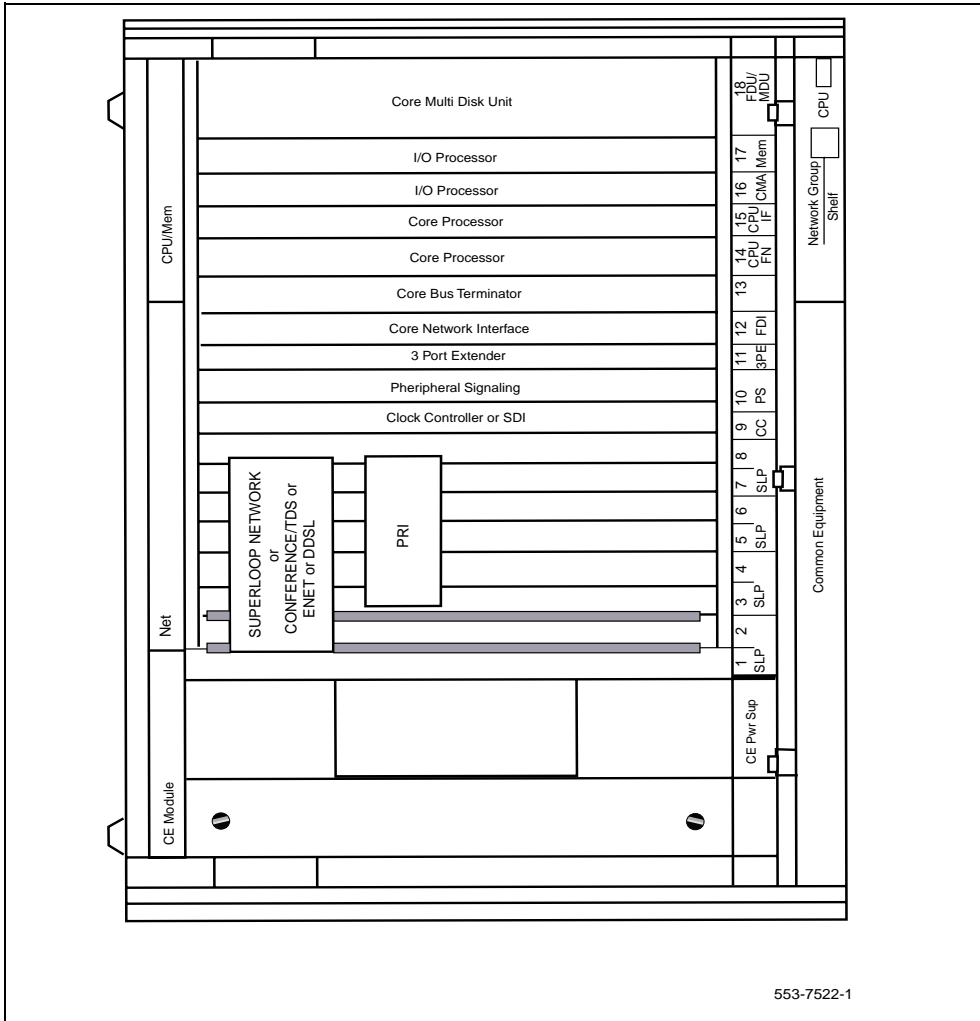 Core Multi Disk Unit
I/O Processor
I/O Processor
Core Processor
Core Processor
Core Bus Terminator
Core Network Interface
3 Port Extender
Pheripheral Signaling
Clock Controller or SDI
SUPERLOOP NETWORK
or
CONFERENCE/TDS or
ENET or DDSL
PRI
CPU/Mem
Net
CE Module
18
FDU/
MDU
17
Mem
16
CMA
15
CPU
IF
14
CPU
FN
13
12
FDI
11
3PE
10
PS
9
CC
8
7
SLP
6
5
SLP
4
3
SLP
2
1
SLP
CE Pwr Sup
CPU
Network Group
Shelf
Common Equipment
553-7522-1